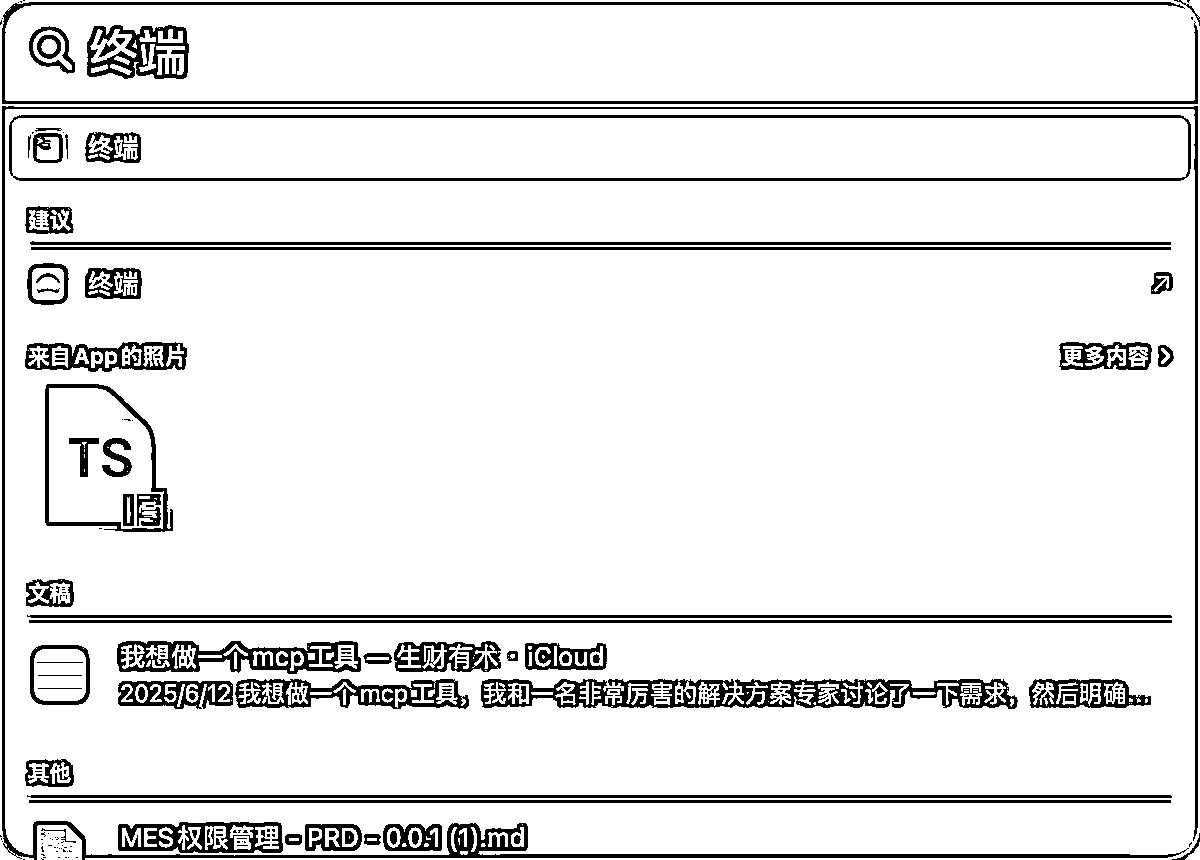 终端
终端
建议
终端
来自App的照片
更多内容
TS
文稿
我想做一个mcp工具 — 生财有术 · iCloud
2025/6/12 我想做一个mcp工具，我和一名非常厉害的解决方案专家讨论了一下需求，然后明确...
其他
MES权限管理 - PRD - 0.0.1 (1).md